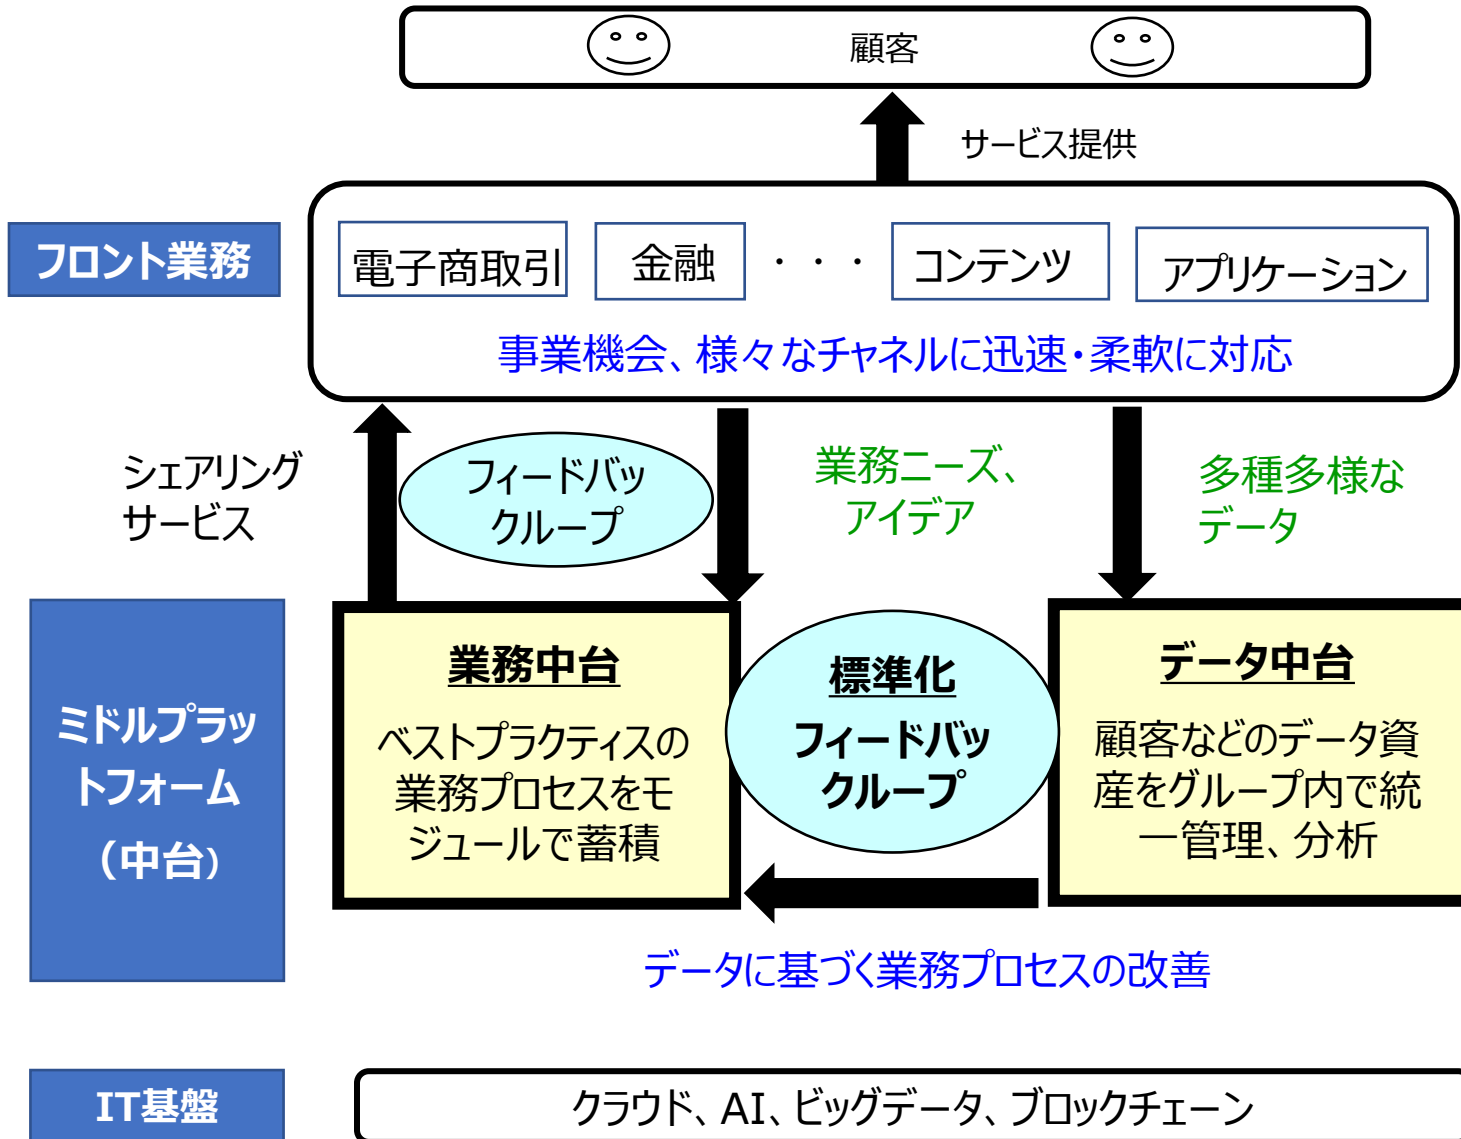 顧客
サービス提供
フロント業務
電子商取引
金融
・・・
コンテンツ
アプリケーション
事業機会、様々なチャネルに迅速・柔軟に対応
シェアリング
サービス
フィードバッ
クループ
業務ニーズ、
アイデア
多種多様な
データ
ミドルプラッ
トフォーム
（中台）
業務中台
ベストプラクティスの
業務プロセスをモ
ジュールで蓄積
標準化
フィードバッ
クループ
データ中台
顧客などのデータ資
産をグループ内で統
一管理、分析
データに基づく業務プロセスの改善
IT基盤
クラウド、AI、ビッグデータ、ブロックチェーン